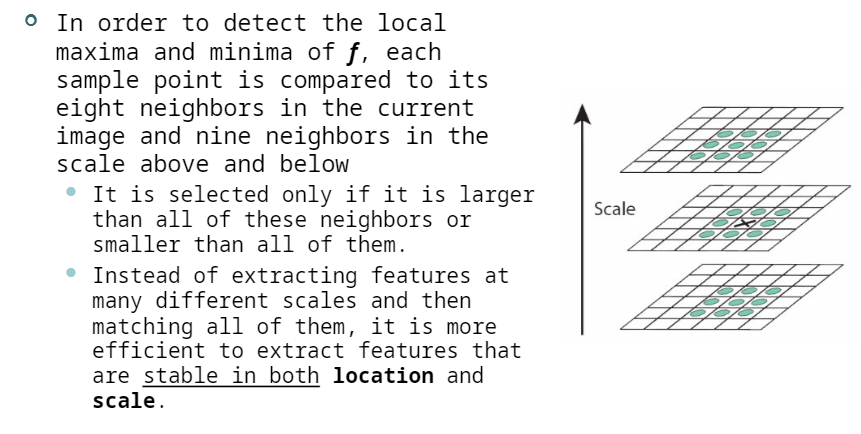 In order to detect the local
maxima and minima of f, each
sample point is compared to its
eight neighbors in the current
image and nine neighbors in the
scale above and below
It is selected only if it is larger
than all of these neighbors or
smaller than all of them.
Instead of extracting features at
many different scales and then
matching all of them, it is more
efficient to extract features that
are stable in both location and
scale.
Scale